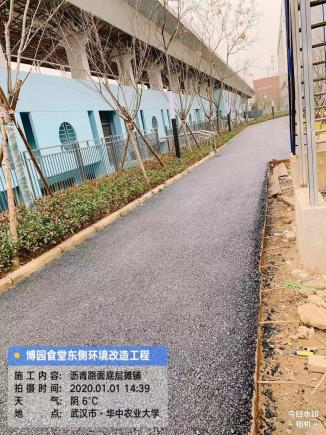 博园食堂东侧环境改造工程
施工内容：沥青路面底层摊铺
拍摄时间：2020.01.01 14:39
天 气：阴 6℃
地 点：武汉市·华中农业大学
今日水印
相机